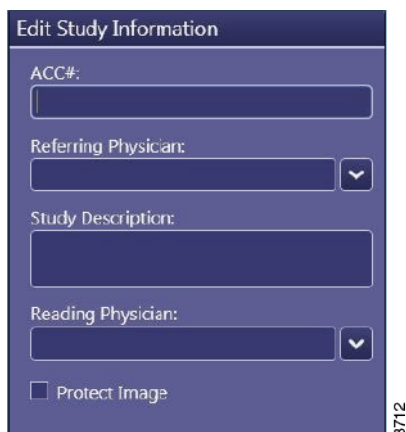 Edit Study Information
ACC#:
Referring Physician:
Study Description:
Reading Physician:
Protect Image
3712